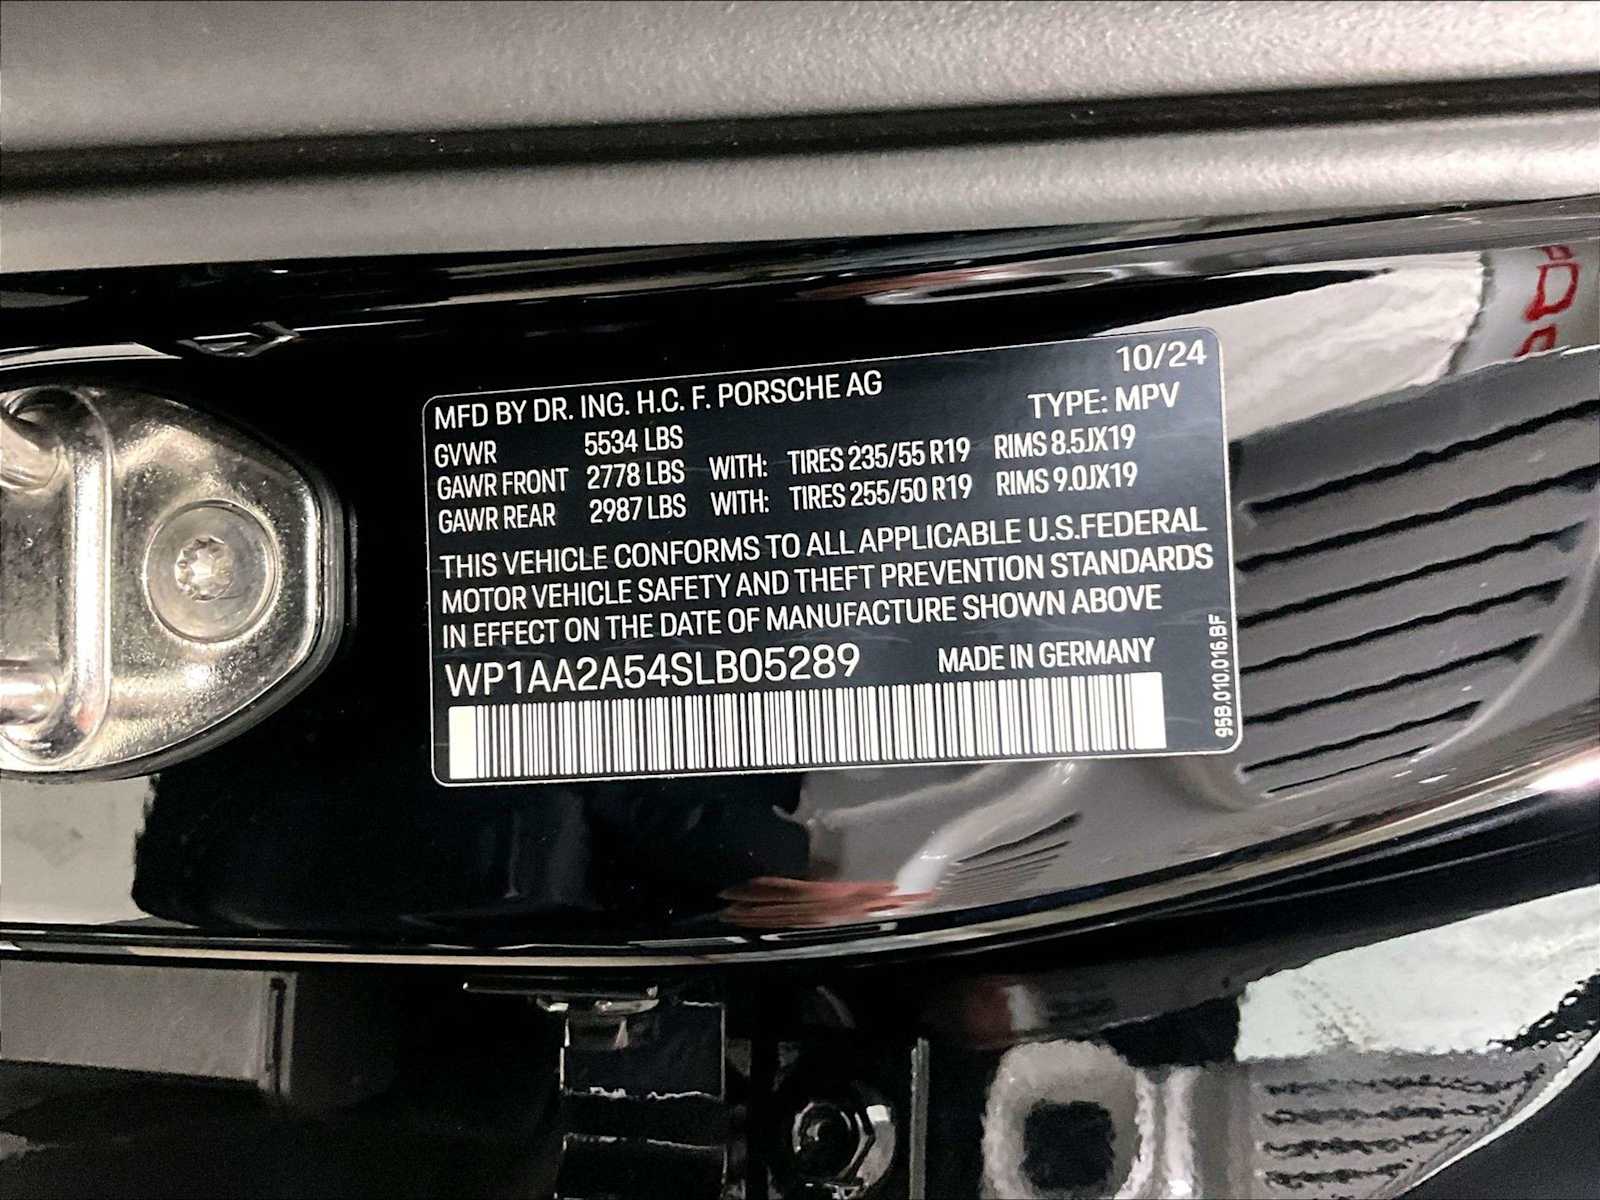 10/24
MFD BY DR. ING. H.C. F. PORSCHE AG
TYPE: MPV
GVWR 5534 LBS
GAWR FRONT 2778 LBS WITH: TIRES 235/55 R19 RIMS 8.5JX19
GAWR REAR 2987 LBS WITH: TIRES 255/50 R19 RIMS 9.0JX19
THIS VEHICLE CONFORMS TO ALL APPLICABLE U.S.FEDERAL
MOTOR VEHICLE SAFETY AND THEFT PREVENTION STANDARDS
IN EFFECT ON THE DATE OF MANUFACTURE SHOWN ABOVE
WP1AA2A54SLB05289 MADE IN GERMANY
95B.010.016.BF